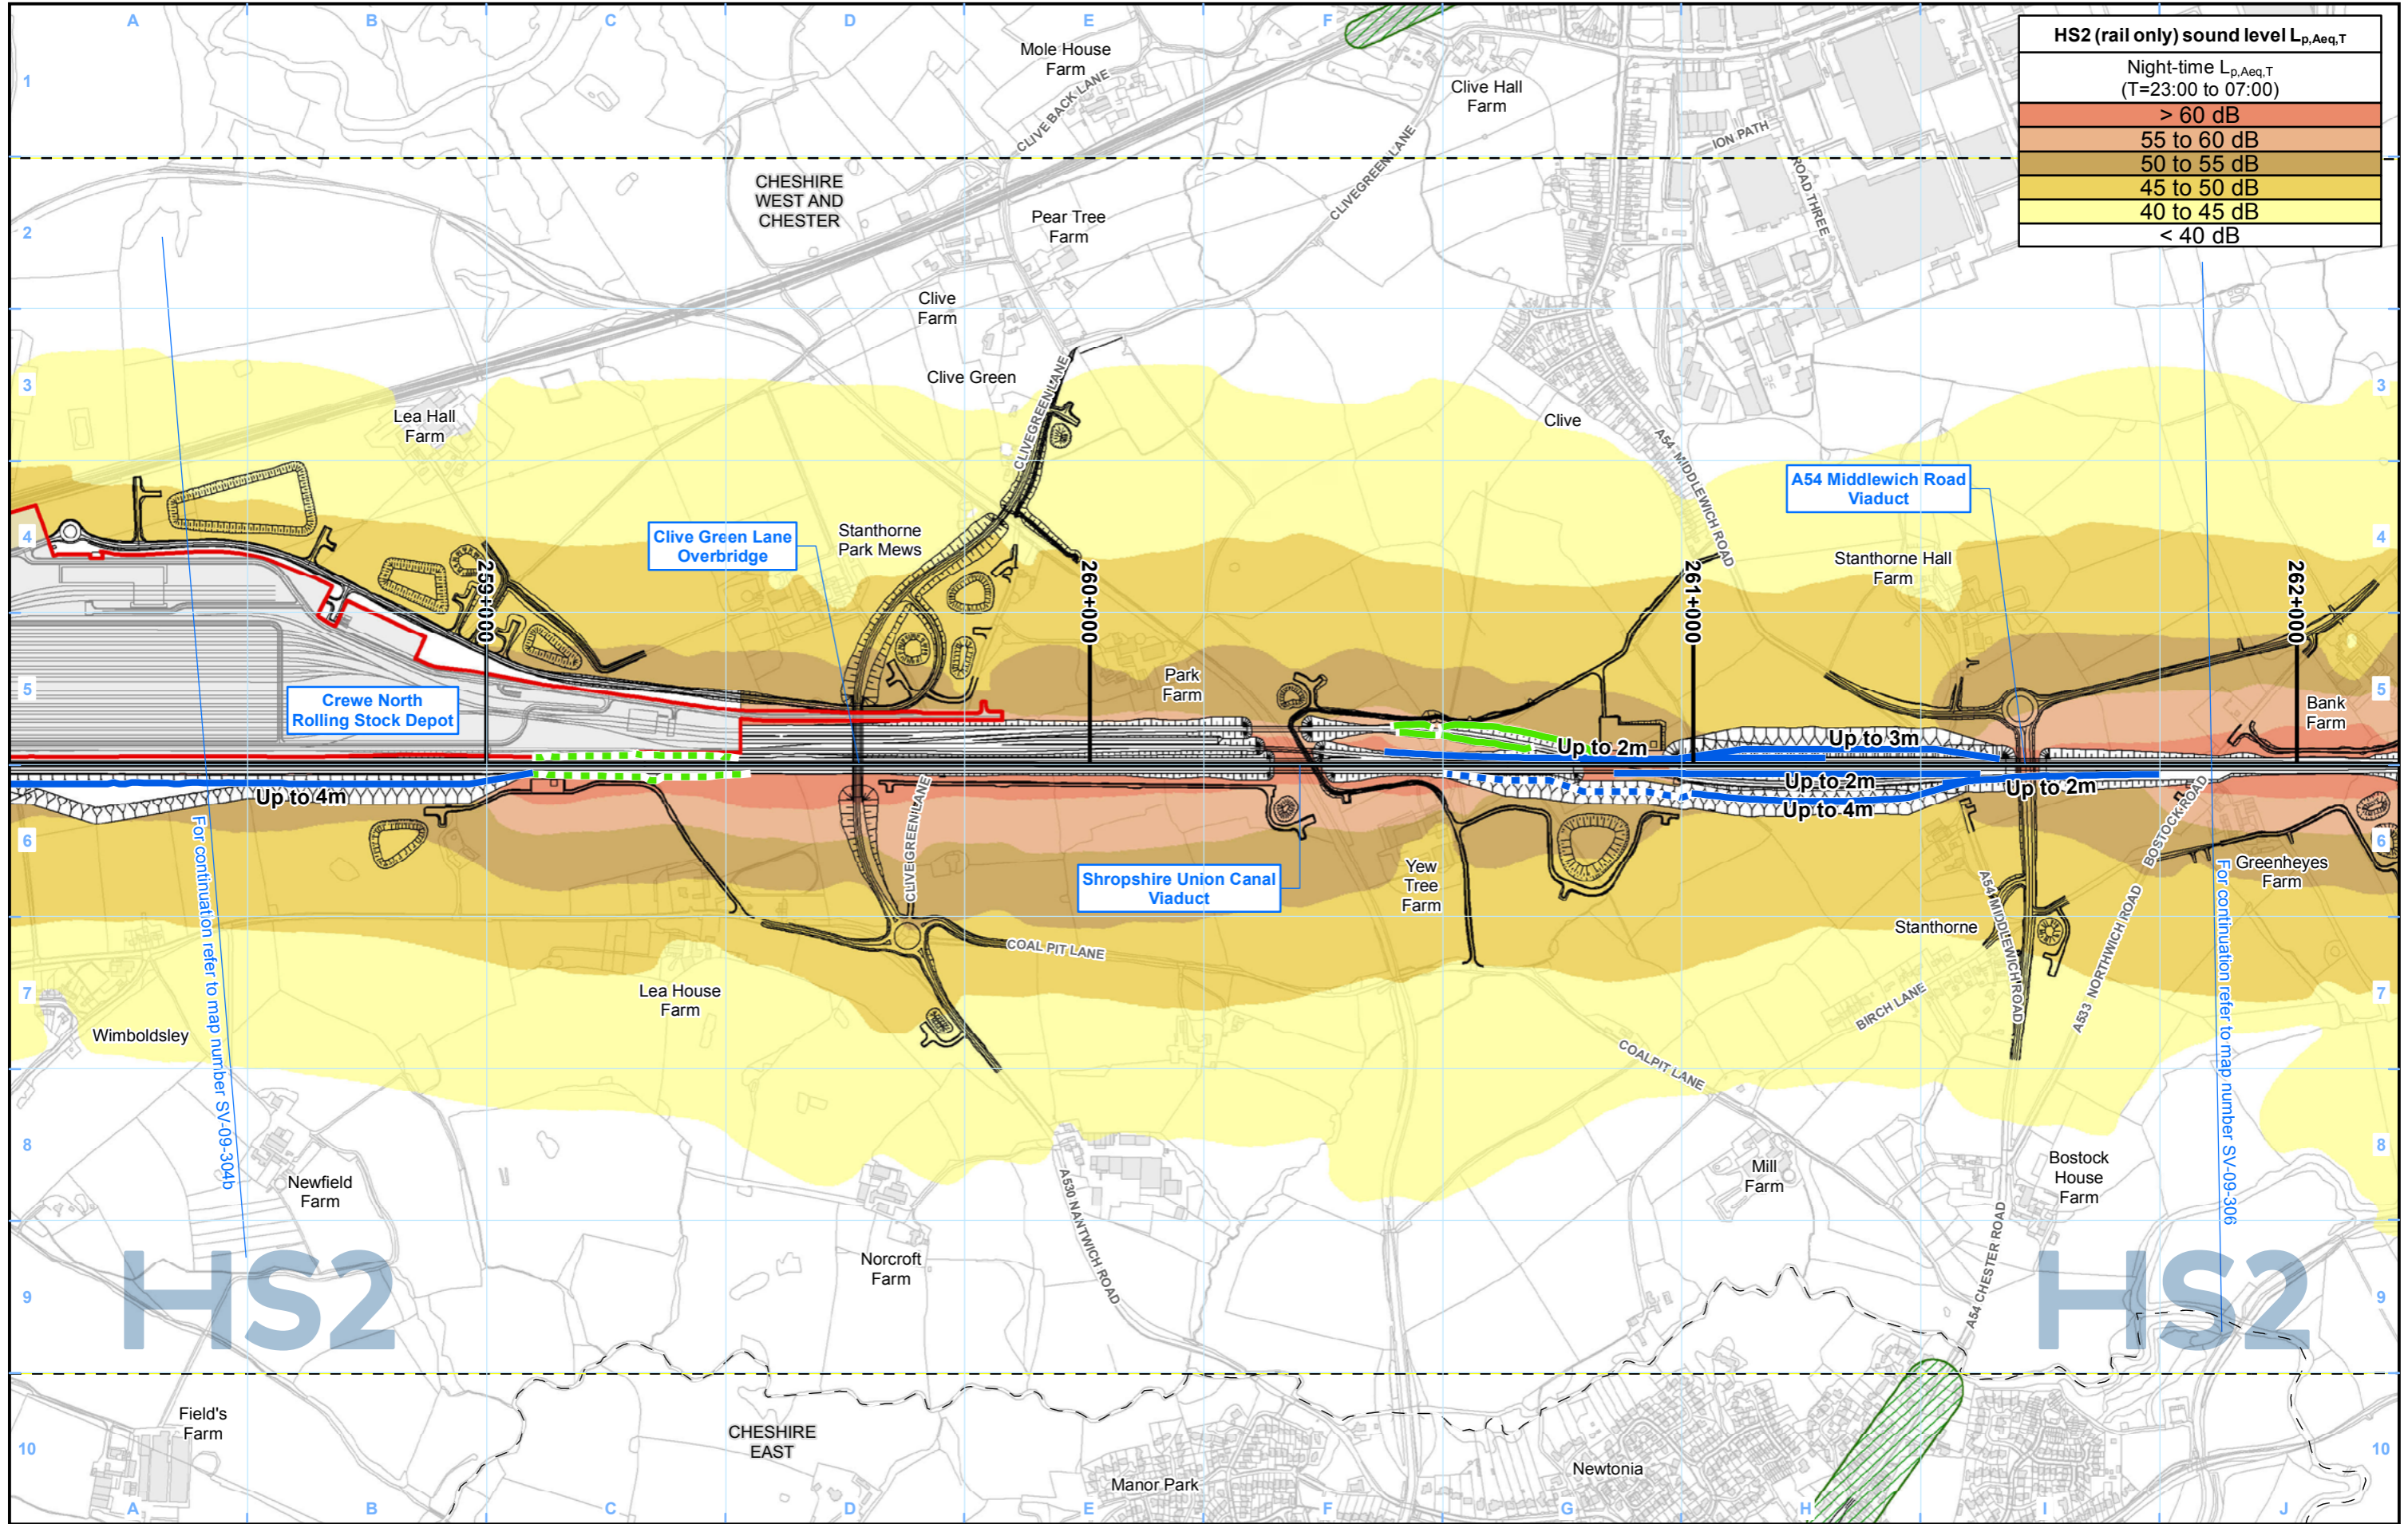 A
B
C
D
E
F
HS2 (rail only) sound level Lp,Aeq,T
Night-time Lp,Aeq,T
(T=23:00 to 07:00)
> 60 dB
55 to 60 dB
50 to 55 dB
45 to 50 dB
40 to 45 dB
< 40 dB
1
Mole House
Farm
CLIVE BACK LANE
Clive Hall
Farm
ION PATH
ROAD THREE
CLIVEGREEN LANE
2
CHESHIRE
WEST AND
CHESTER
Pear Tree
Farm
Clive
Farm
3
Clive Green
CLIVEGREEN LANE
Lea Hall
Farm
Clive
3
A54 MIDDLEWICH ROAD
4
Clive Green Lane
Overbridge
Stanthorne
Park Mews
A54 Middlewich Road
Viaduct
Stanthorne Hall
Farm
4
259+000
260+000
261+000
262+000
5
Crewe North
Rolling Stock Depot
Park
Farm
Bank
Farm
5
Up to 2m
Up to 3m
Up to 4m
Up to 2m
Up to 2m
Up to 4m
6
CLIVEGREEN LANE
Shropshire Union Canal
Viaduct
Yew
Tree
Farm
BOSTOCK ROAD
Greenheyes
Farm
6
For continuation refer to map number SV-09-304b
For continuation refer to map number SV-09-306
COAL PIT LANE
Stanthorne
A54 MIDDLEWICH ROAD
A533 NORTHWICH ROAD
7
Lea House
Farm
Wimboldsley
BIRCH LANE
7
COALPIT LANE
8
Newfield
Farm
A530 NANTWICH ROAD
Mill
Farm
Bostock
House
Farm
8
9
HS2
Norcroft
Farm
A54 CHESTER ROAD
HS2
9
Field's
Farm
CHESHIRE
EAST
10
Manor Park
Newtonia
10
A
B
C
D
E
F
G
H
I
J